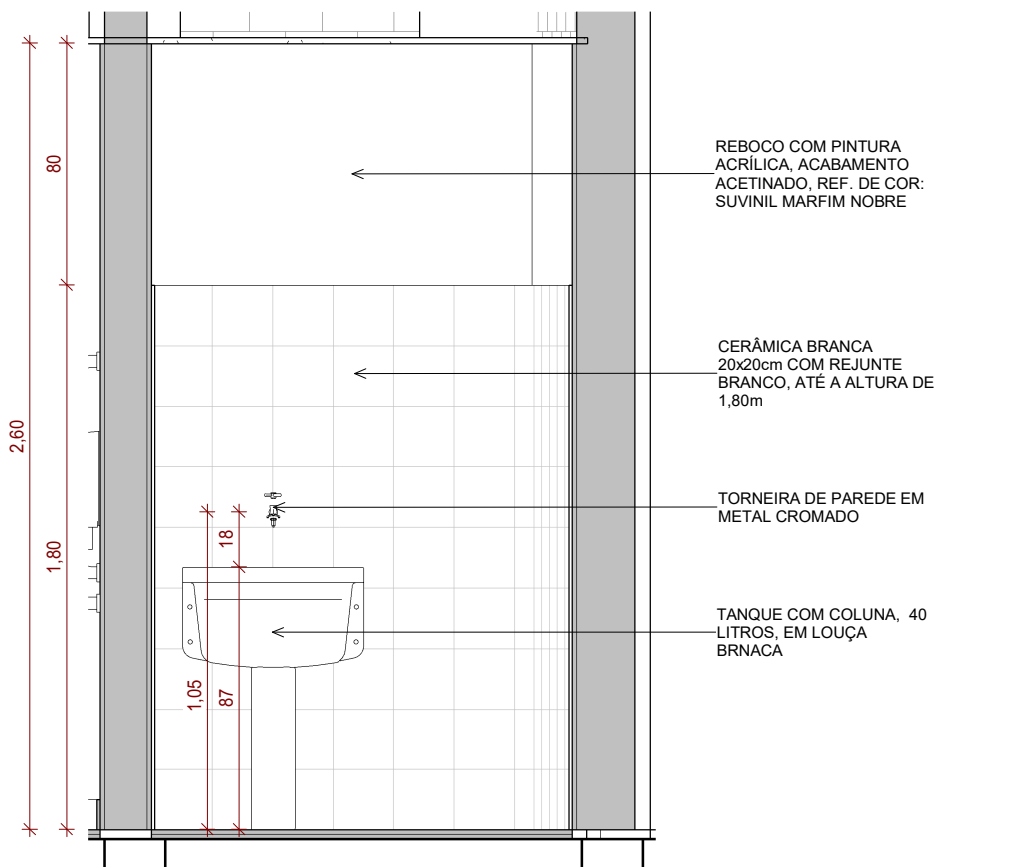 REBOCO COM PINTURA
ACRÍLICA, ACABAMENTO
ACETINADO, REF. DE COR:
SUVINIL MARFIM NOBRE
80
CERÂMICA BRANCA
20x20cm COM REJUNTE
BRANCO, ATÉ A ALTURA DE
1,80m
2,60
TORNEIRA DE PAREDE EM
METAL CROMADO
18
1,80
TANQUE COM COLUNA, 40
LITROS, EM LOUÇA
BRNACA
1,05
87